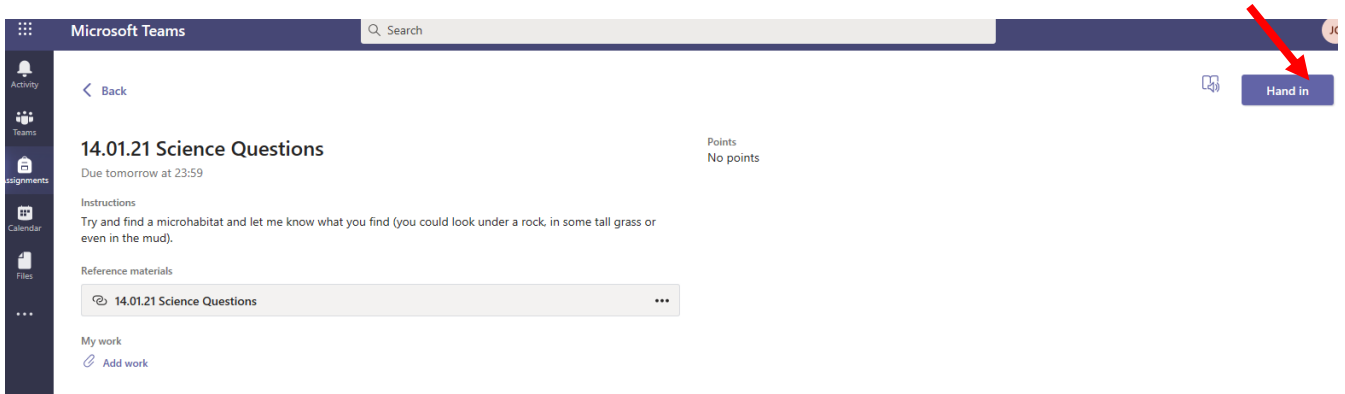 Microsoft Teams
Search
Activity
Teams
ssignments
Calendar
Files
Back
Hand in
14.01.21 Science Questions
Due tomorrow at 23:59
Points
No points
Instructions
Try and find a microhabitat and let me know what you find (you could look under a rock, in some tall grass or
even in the mud).
Reference materials
14.01.21 Science Questions
My work
Add work